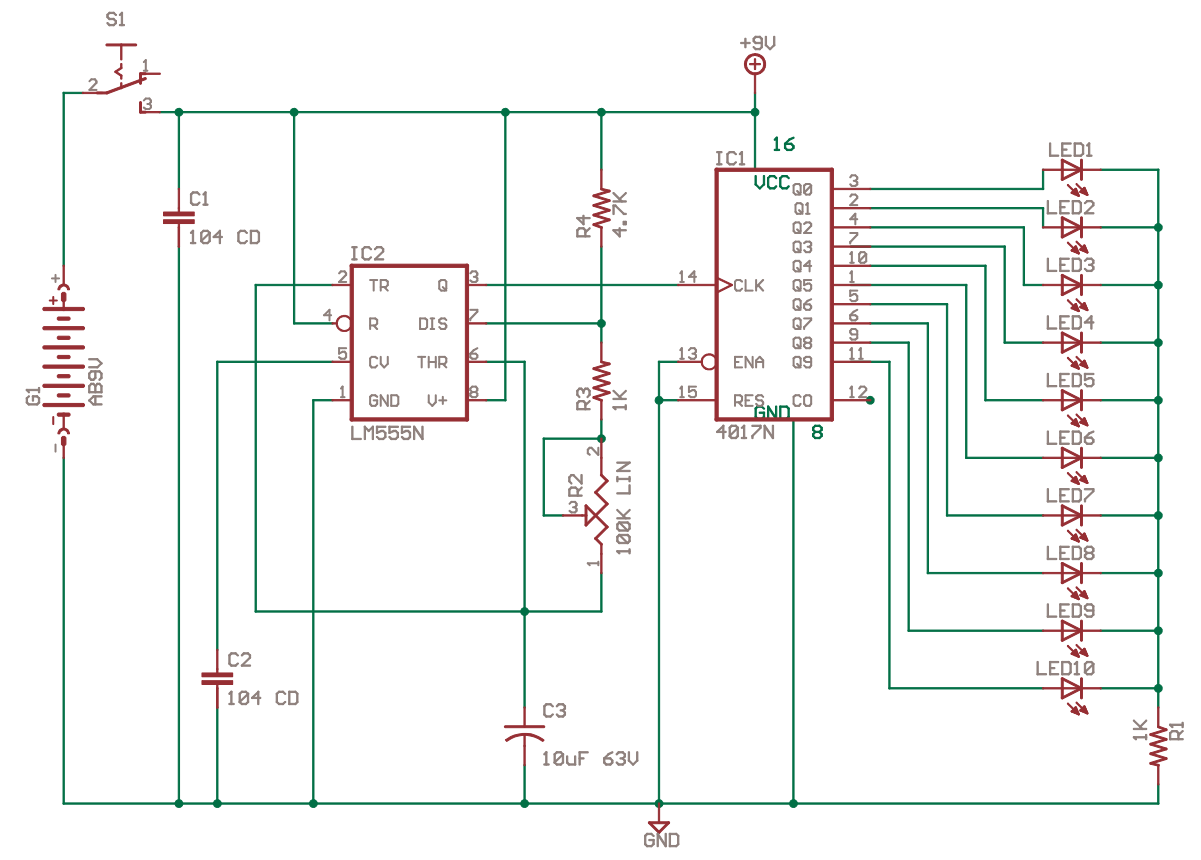 S1
1
2
3
+9V
16
IC1
VCC
C1
104 CD
R4
4.7K
IC2
2 TR Q 3
4 R DIS 7
5 CV THR 6
1 GND V+ 8
LM555N
14 CLK
13 ENA
15 RES
Q0 3
Q1 2
Q2 4
Q3 7
Q4 10
Q5 1
Q6 5
Q7 6
Q8 9
Q9 11
CO 12
GND
4017N
8
LED1
LED2
LED3
LED4
LED5
LED6
LED7
LED8
LED9
LED10
+
+
G1
AB9V
-
-
R3
1K
2
R2
3
100K LIN
1
C2
104 CD
C3
10uF 63V
1K
R1
GND